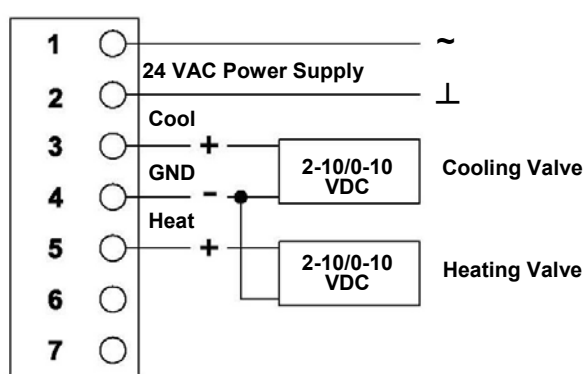 1 ~
24 VAC Power Supply
2 ⊥
Cool
3 + 2-10/0-10 VDC Cooling Valve
GND
4 -
Heat
5 + 2-10/0-10 VDC Heating Valve
6
7